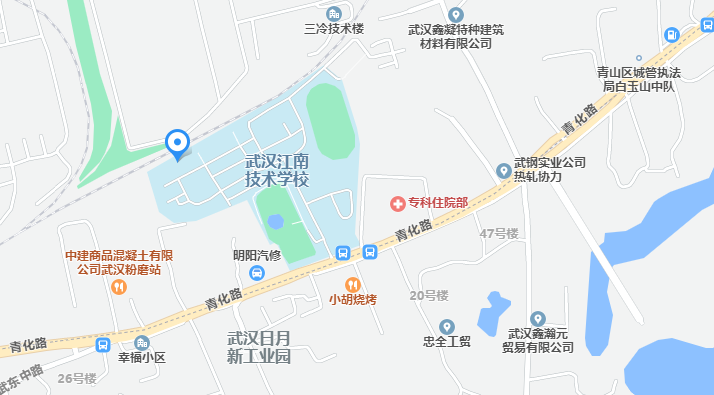 三冷技术楼
武汉鑫凝特种建筑
材料有限公司
青山区城管执法
局白玉山中队
青化路
武汉江南
技术学校
武钢实业公司
热轧协力
专科住院部
青化路
47号楼
中建商品混凝土有限
公司武汉粉磨站
明阳汽修
青化路
小胡烧烤
20号楼
武汉鑫瀚元
贸易有限公司
忠全工贸
武汉日月
新工业园
青化路
幸福小区
武东中路
26号楼